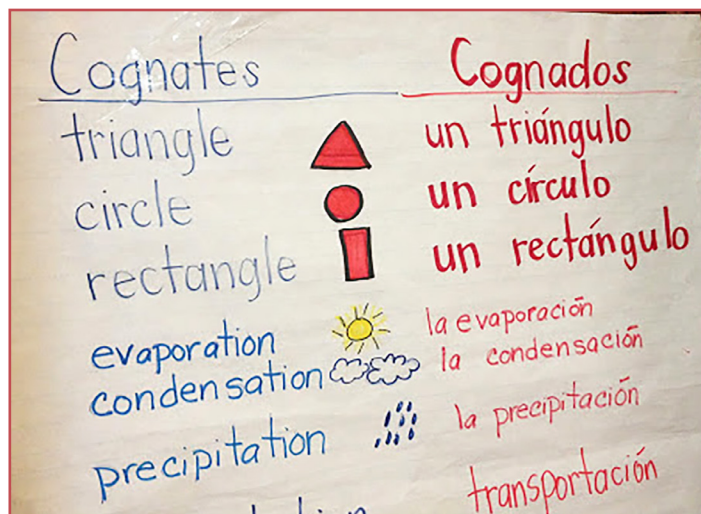 Cognates Cognados
triangle un triángulo
circle un círculo
rectangle un rectángulo
evaporation la evaporación
condensation la condensación
precipitation la precipitación
transportación